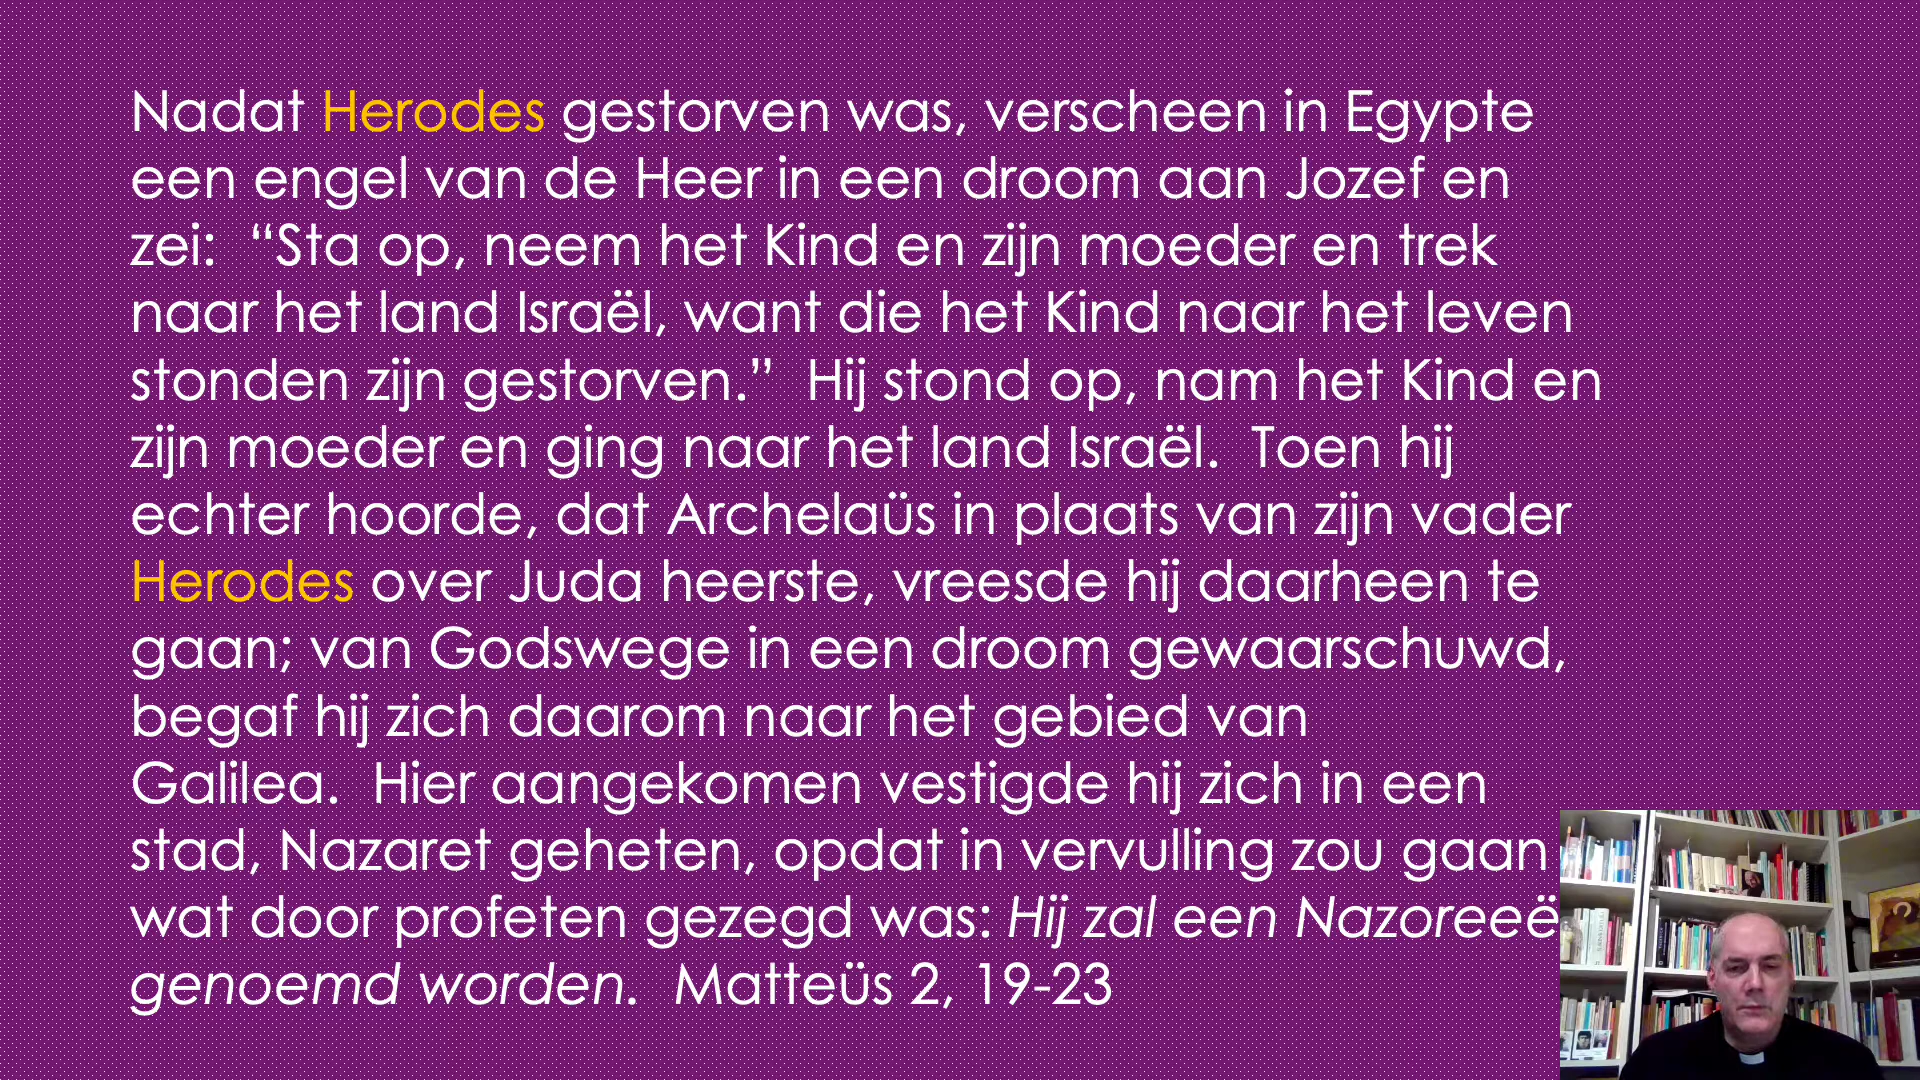 Nadat Herodes gestorven was, verscheen in Egypte
een engel van de Heer in een droom aan Jozef en
zei:  “Sta op, neem het Kind en zijn moeder en trek
naar het land Israël, want die het Kind naar het leven
stonden zijn gestorven.”  Hij stond op, nam het Kind en
zijn moeder en ging naar het land Israël.  Toen hij
echter hoorde, dat Archelaüs in plaats van zijn vader
Herodes over Juda heerste, vreesde hij daarheen te
gaan; van Godswege in een droom gewaarschuwd,
begaf hij zich daarom naar het gebied van
Galilea.  Hier aangekomen vestigde hij zich in een
stad, Nazaret geheten, opdat in vervulling zou gaan
wat door profeten gezegd was: Hij zal een Nazoreeë
genoemd worden.  Matteüs 2, 19-23